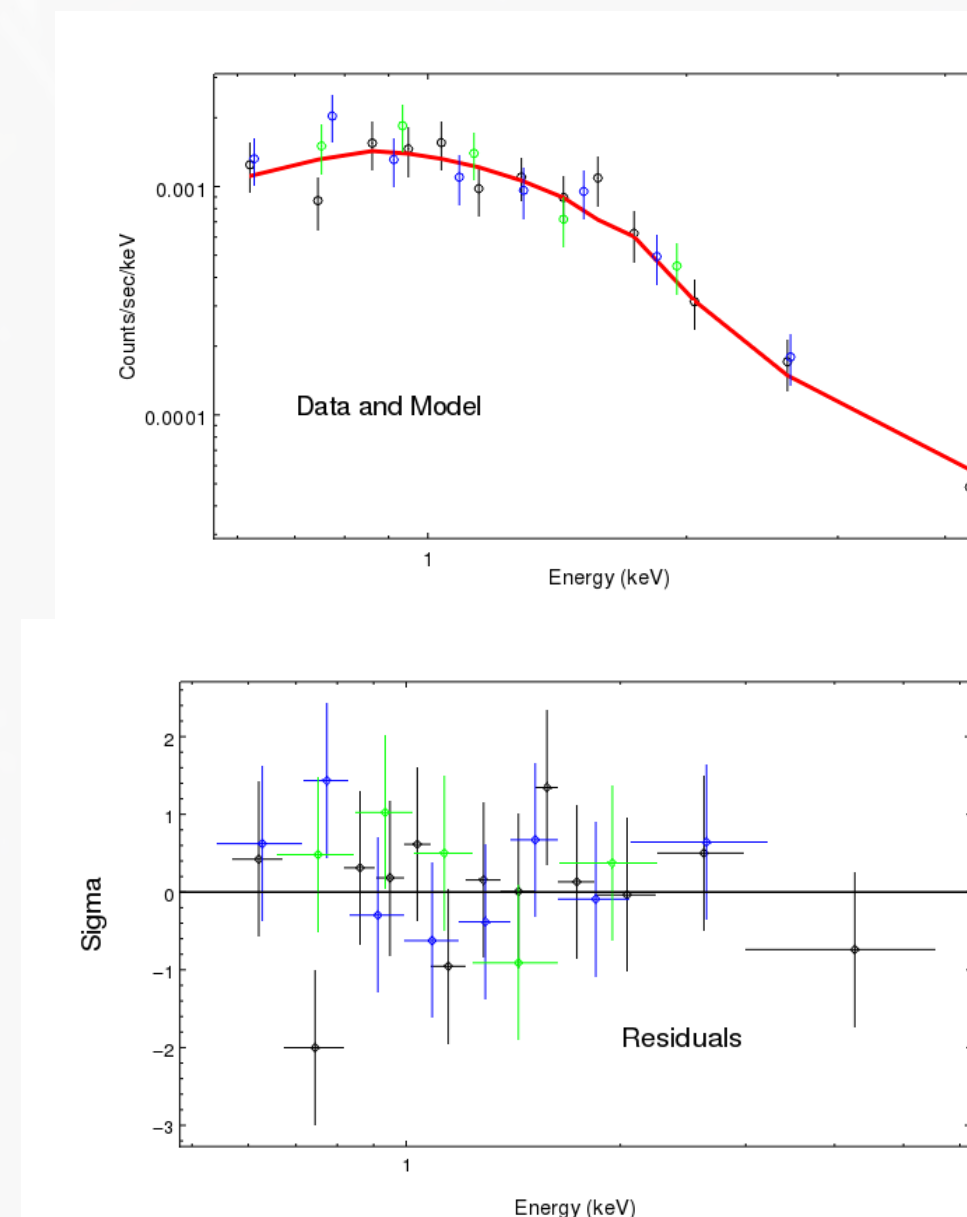 Counts/sec/keV
0.001
0.0001
Data and Model
1
Energy (keV)
Sigma
2
1
0
−1
−2
−3
Residuals
1
Energy (keV)